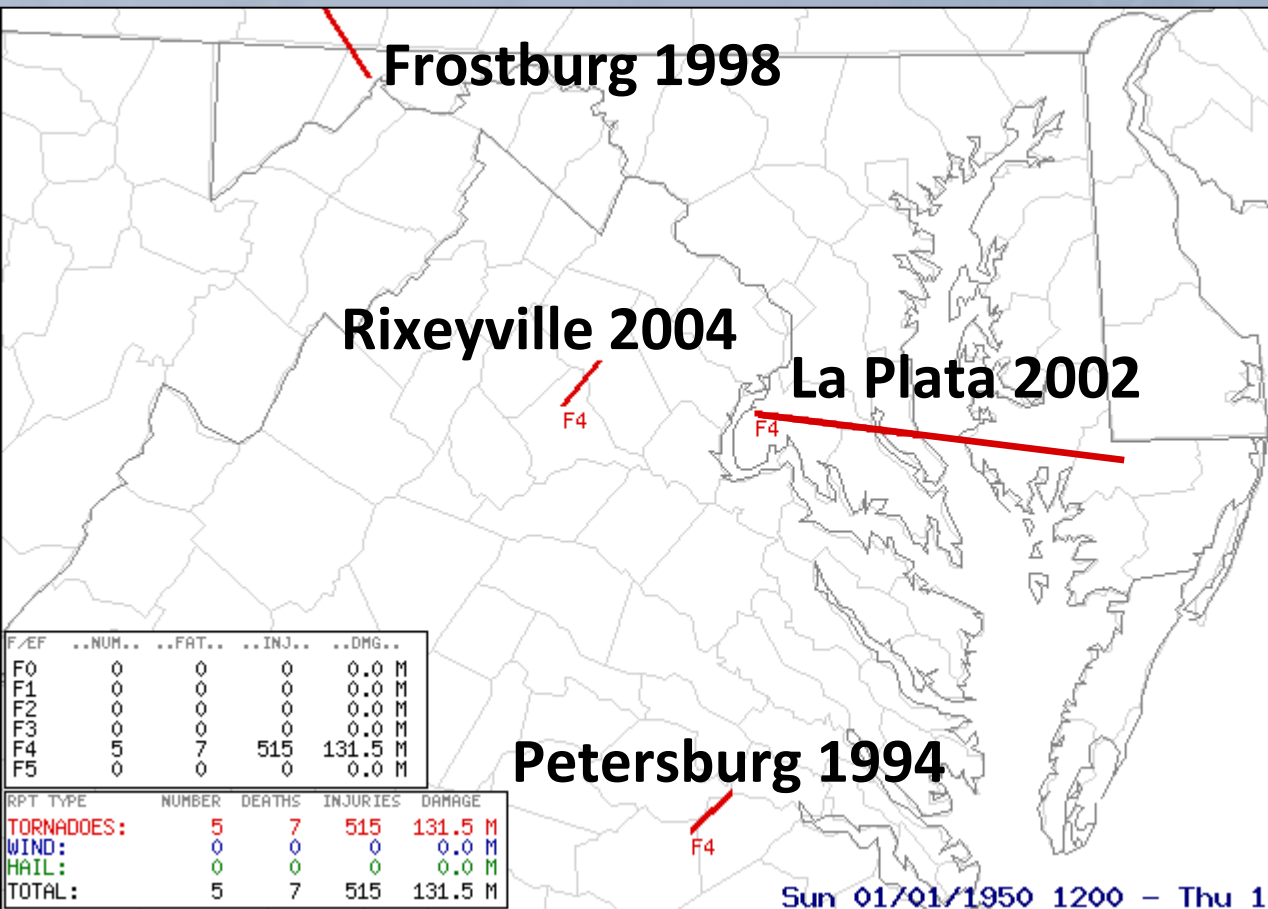 Frostburg 1998
Rixeyville 2004
La Plata 2002
F4
F4
F/EF ..NUM.. ..FAT.. ..INJ.. ..DMG..
F0 0 0 0 0.0 M
F1 0 0 0 0.0 M
F2 0 0 0 0.0 M
F3 0 0 0 0.0 M
F4 5 7 515 131.5 M
F5 0 0 0 0.0 M
Petersburg 1994
F4
RPT TYPE NUMBER DEATHS INJURIES DAMAGE
TORNADOES: 5 7 515 131.5 M
WIND: 0 0 0 0.0 M
HAIL: 0 0 0 0.0 M
TOTAL: 5 7 515 131.5 M
Sun 01/01/1950 1200 – Thu 1